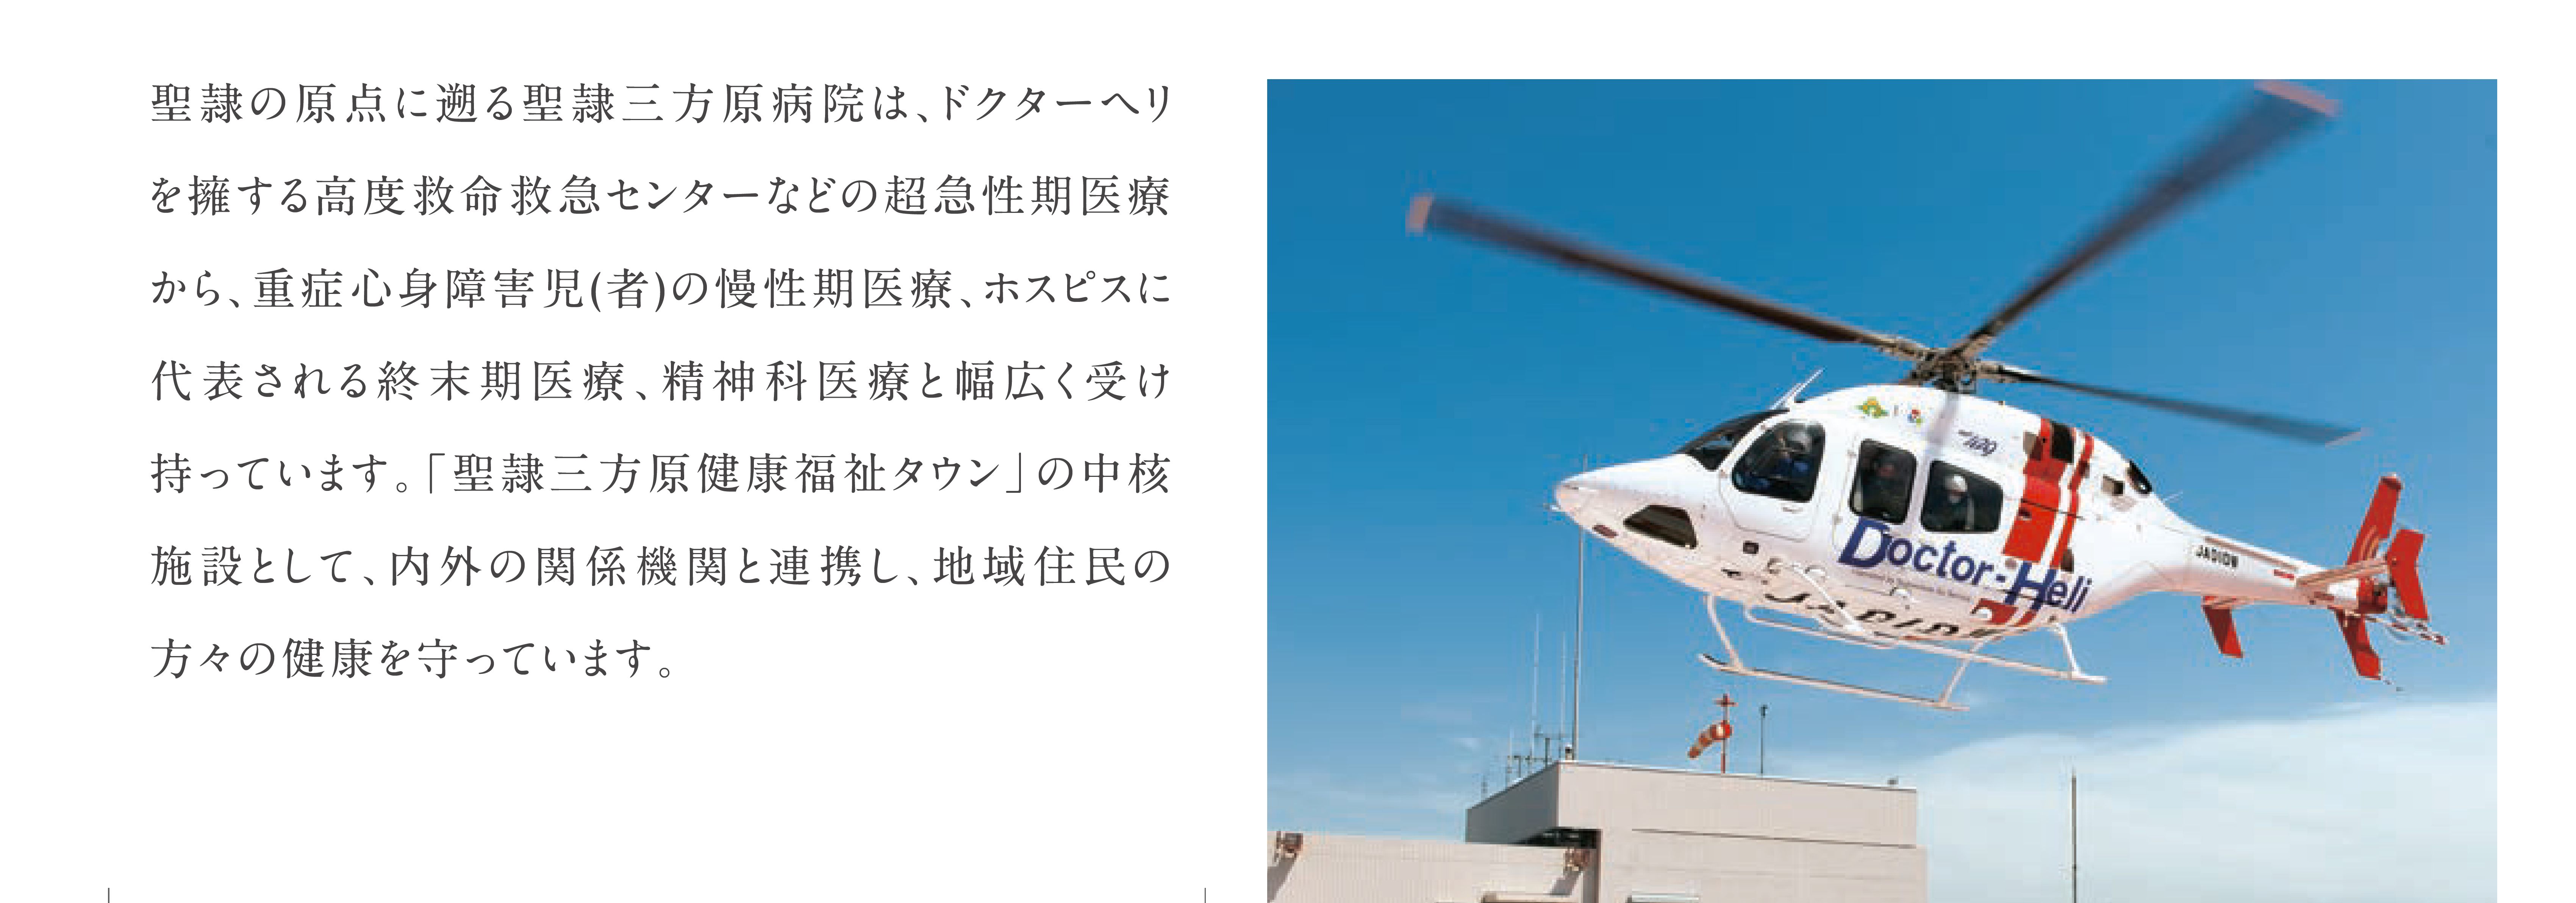 聖隷の原点に遡る聖隷三方原病院は、ドクターヘリ
を擁する高度救命救急センターなどの超急性期医療
から、重症心身障害児(者)の慢性期医療、ホスピスに
代表される終末期医療、精神科医療と幅広く受け
持っています。「聖隷三方原健康福祉タウン」の中核
施設として、内外の関係機関と連携し、地域住民の
方々の健康を守っています。
Doctor-Heli